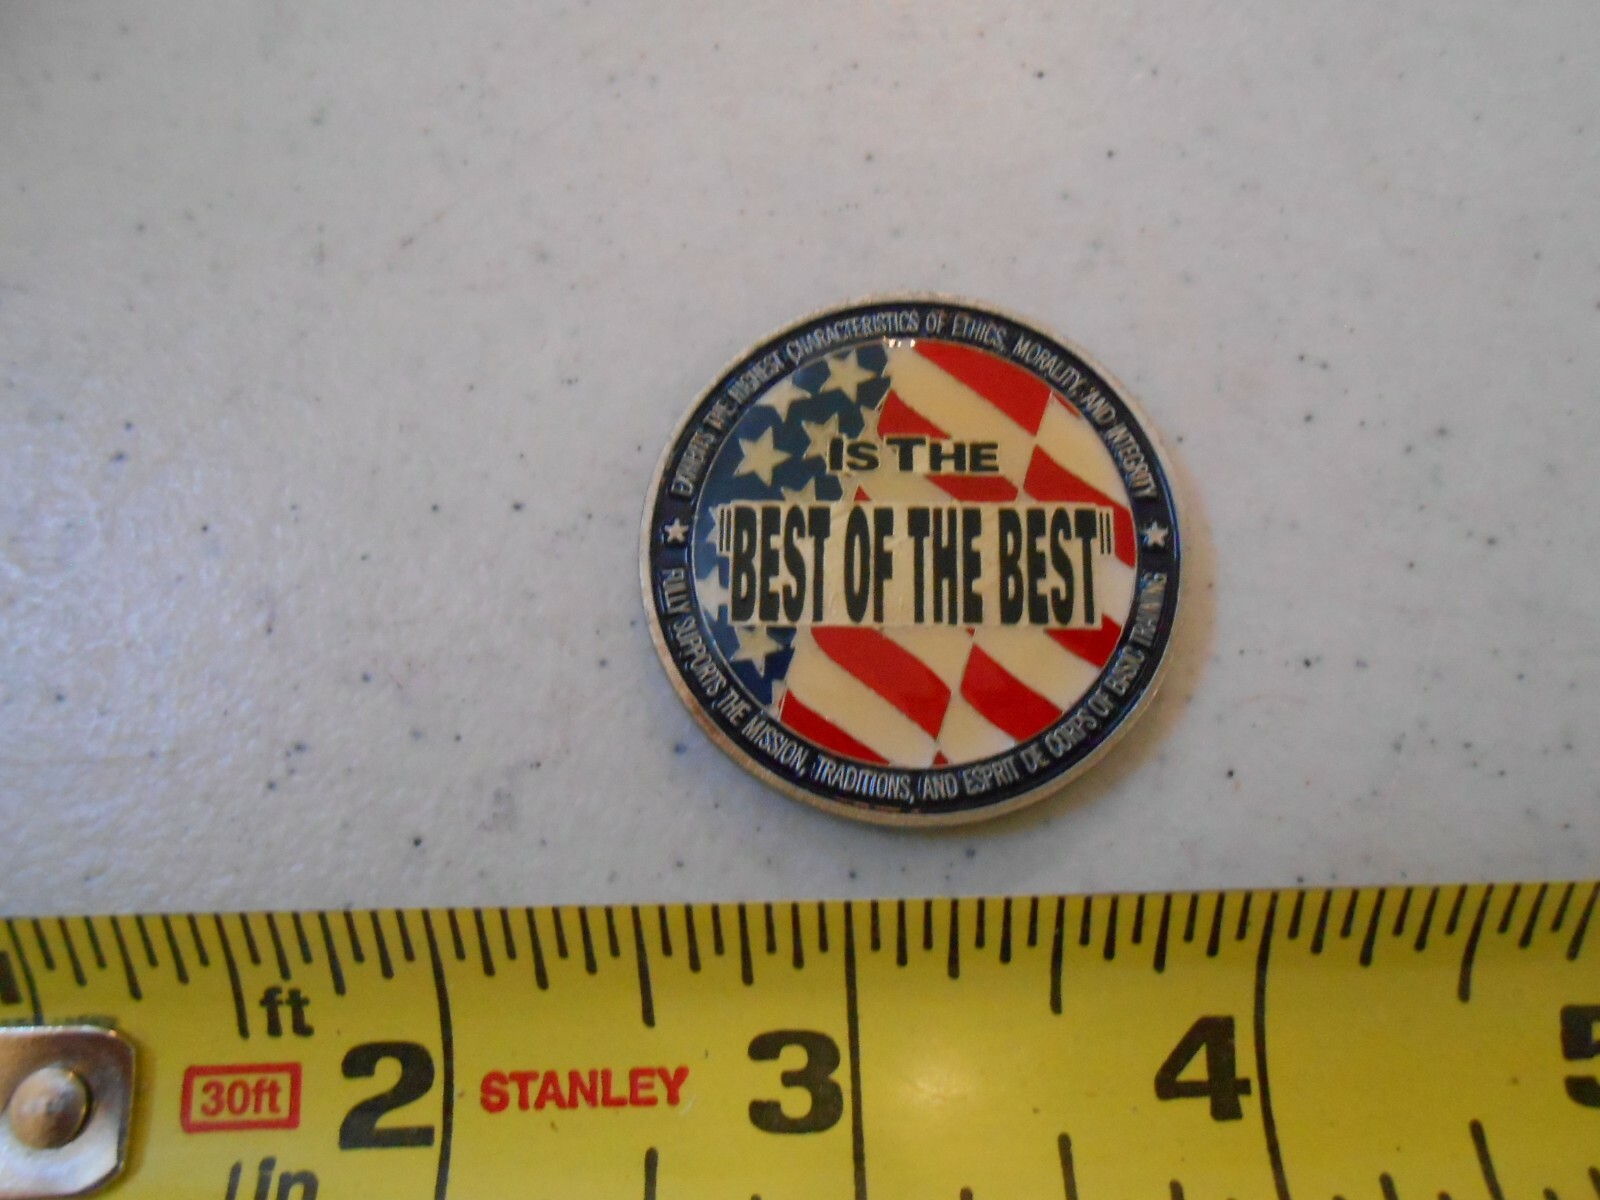 EXHIBITS THE HIGHEST CHARACTERISTICS OF ETHICS, MORALITY, AND INTEGRITY
IS THE
"BEST OF THE BEST"
FULLY SUPPORTS THE MISSION, TRADITIONS, AND ESPRIT DE CORPS OF BASIC TRAINING
1
ft
30ft
2
STANLEY
3
4
5
in